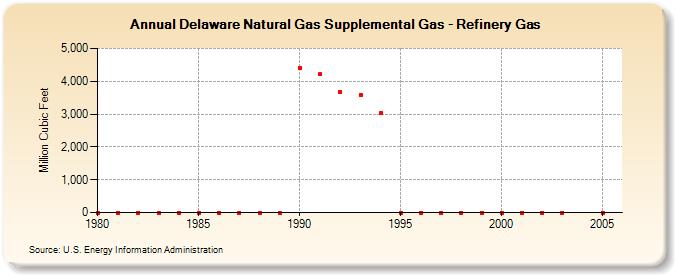 Annual Delaware Natural Gas Supplemental Gas - Refinery Gas
Million Cubic Feet
5,000
4,000
3,000
2,000
1,000
0
1980 1985 1990 1995 2000 2005
Source: U.S. Energy Information Administration